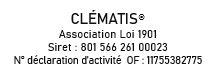 CLÉMATIS®
Association Loi 1901
Siret : 801 566 261 00023
N° déclaration d'activité OF : 11755382775